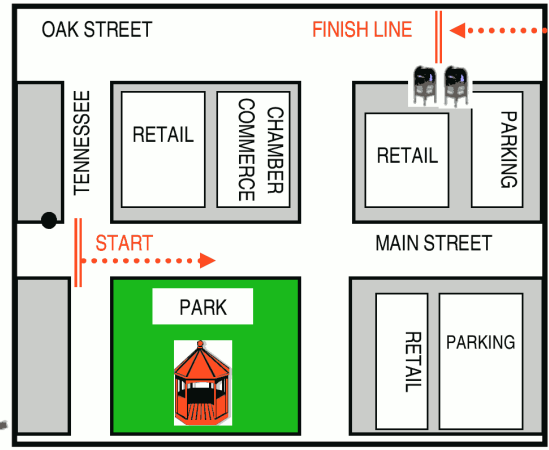 OAK STREET
FINISH LINE
TENNESSEE
RETAIL
CHAMBER
COMMERCE
RETAIL
PARKING
START
MAIN STREET
PARK
RETAIL
PARKING